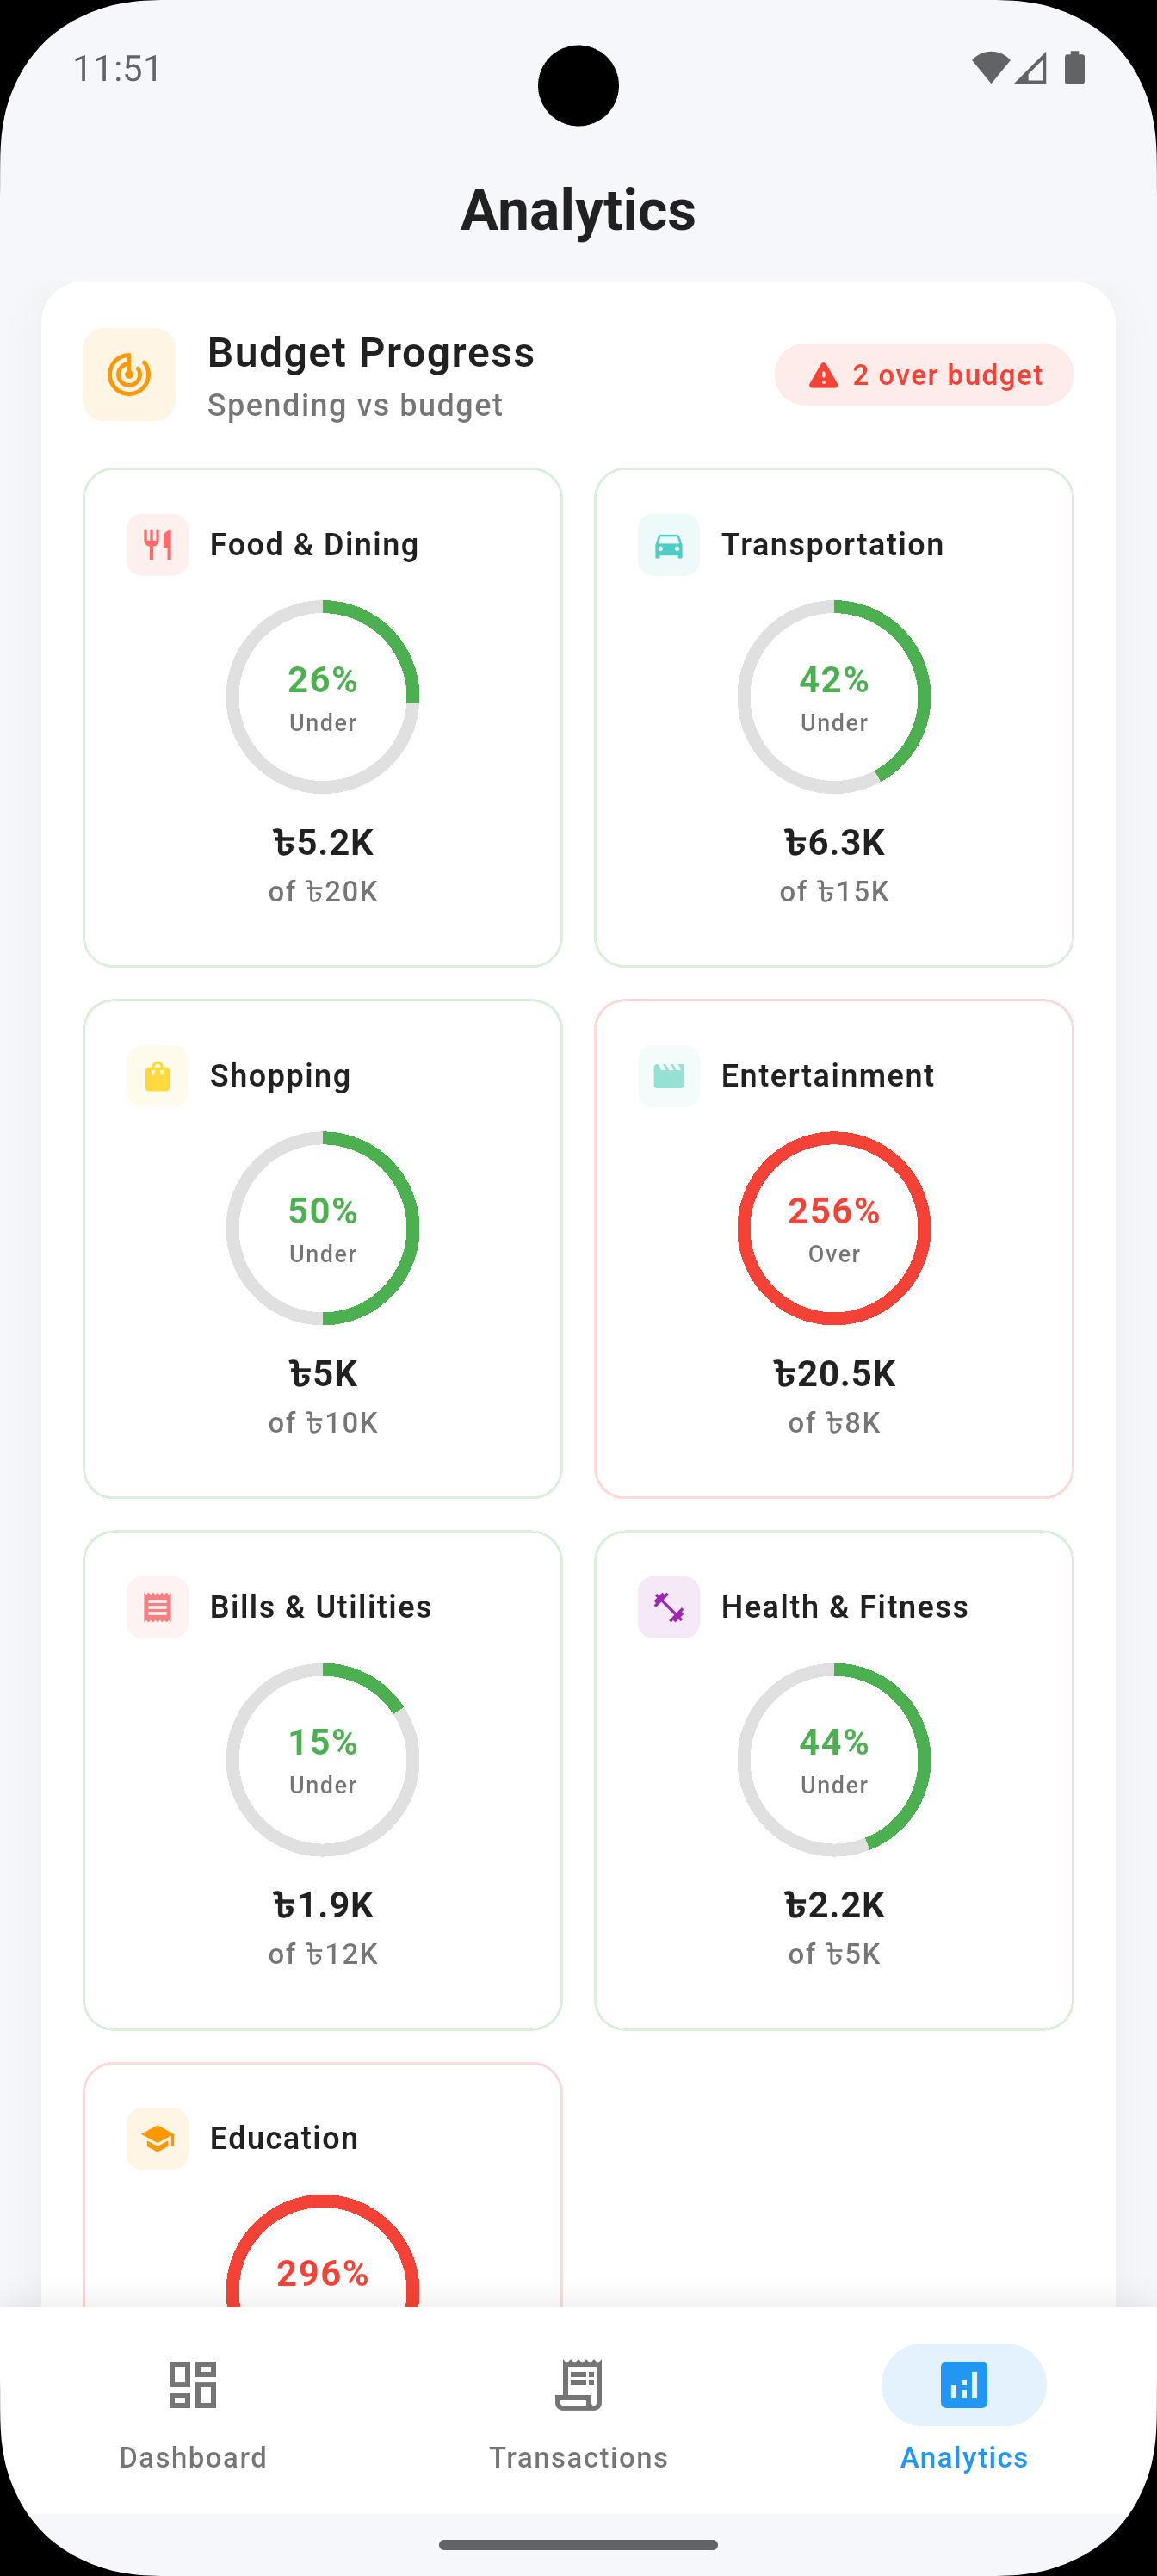 11:51
Analytics
Budget Progress
Spending vs budget
2 over budget
Food & Dining
26%
Under
৳5.2K
of ৳20K
Transportation
42%
Under
৳6.3K
of ৳15K
Shopping
50%
Under
৳5K
of ৳10K
Entertainment
256%
Over
৳20.5K
of ৳8K
Bills & Utilities
15%
Under
৳1.9K
of ৳12K
Health & Fitness
44%
Under
৳2.2K
of ৳5K
Education
296%
Dashboard
Transactions
Analytics